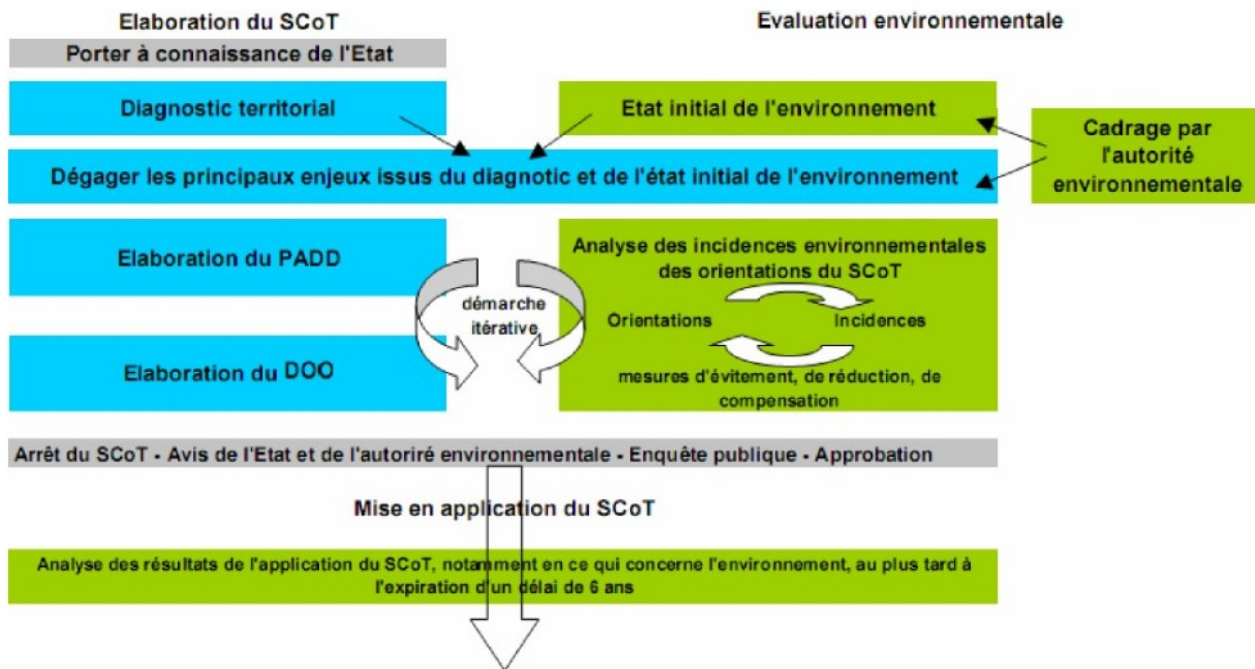 Elaboration du SCoT
Evaluation environnementale
Porter à connaissance de l'Etat
Diagnostic territorial
Etat initial de l'environnement
Cadrage par
l'autorité
environnementale
Dégager les principaux enjeux issus du diagnotic et de l'état initial de l'environnement
Elaboration du PADD
Analyse des incidences environnementales
des orientations du SCoT
démarche
itérative
Orientations
Incidences
Elaboration du DOO
mesures d'évitement, de réduction, de
compensation
Arrêt du SCoT - Avis de l'Etat et de l'autoriré environnementale - Enquête publique - Approbation
Mise en application du SCoT
Analyse des résultats de l'application du SCoT, notamment en ce qui concerne l'environnement, au plus tard à
l'expiration d'un délai de 6 ans